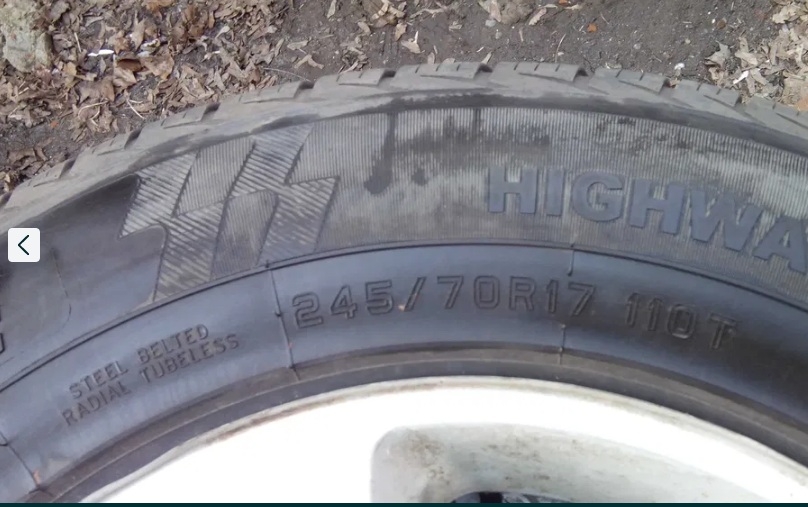 HIGHWA
245/70R17 110T
STEEL BELTED
RADIAL TUBELESS